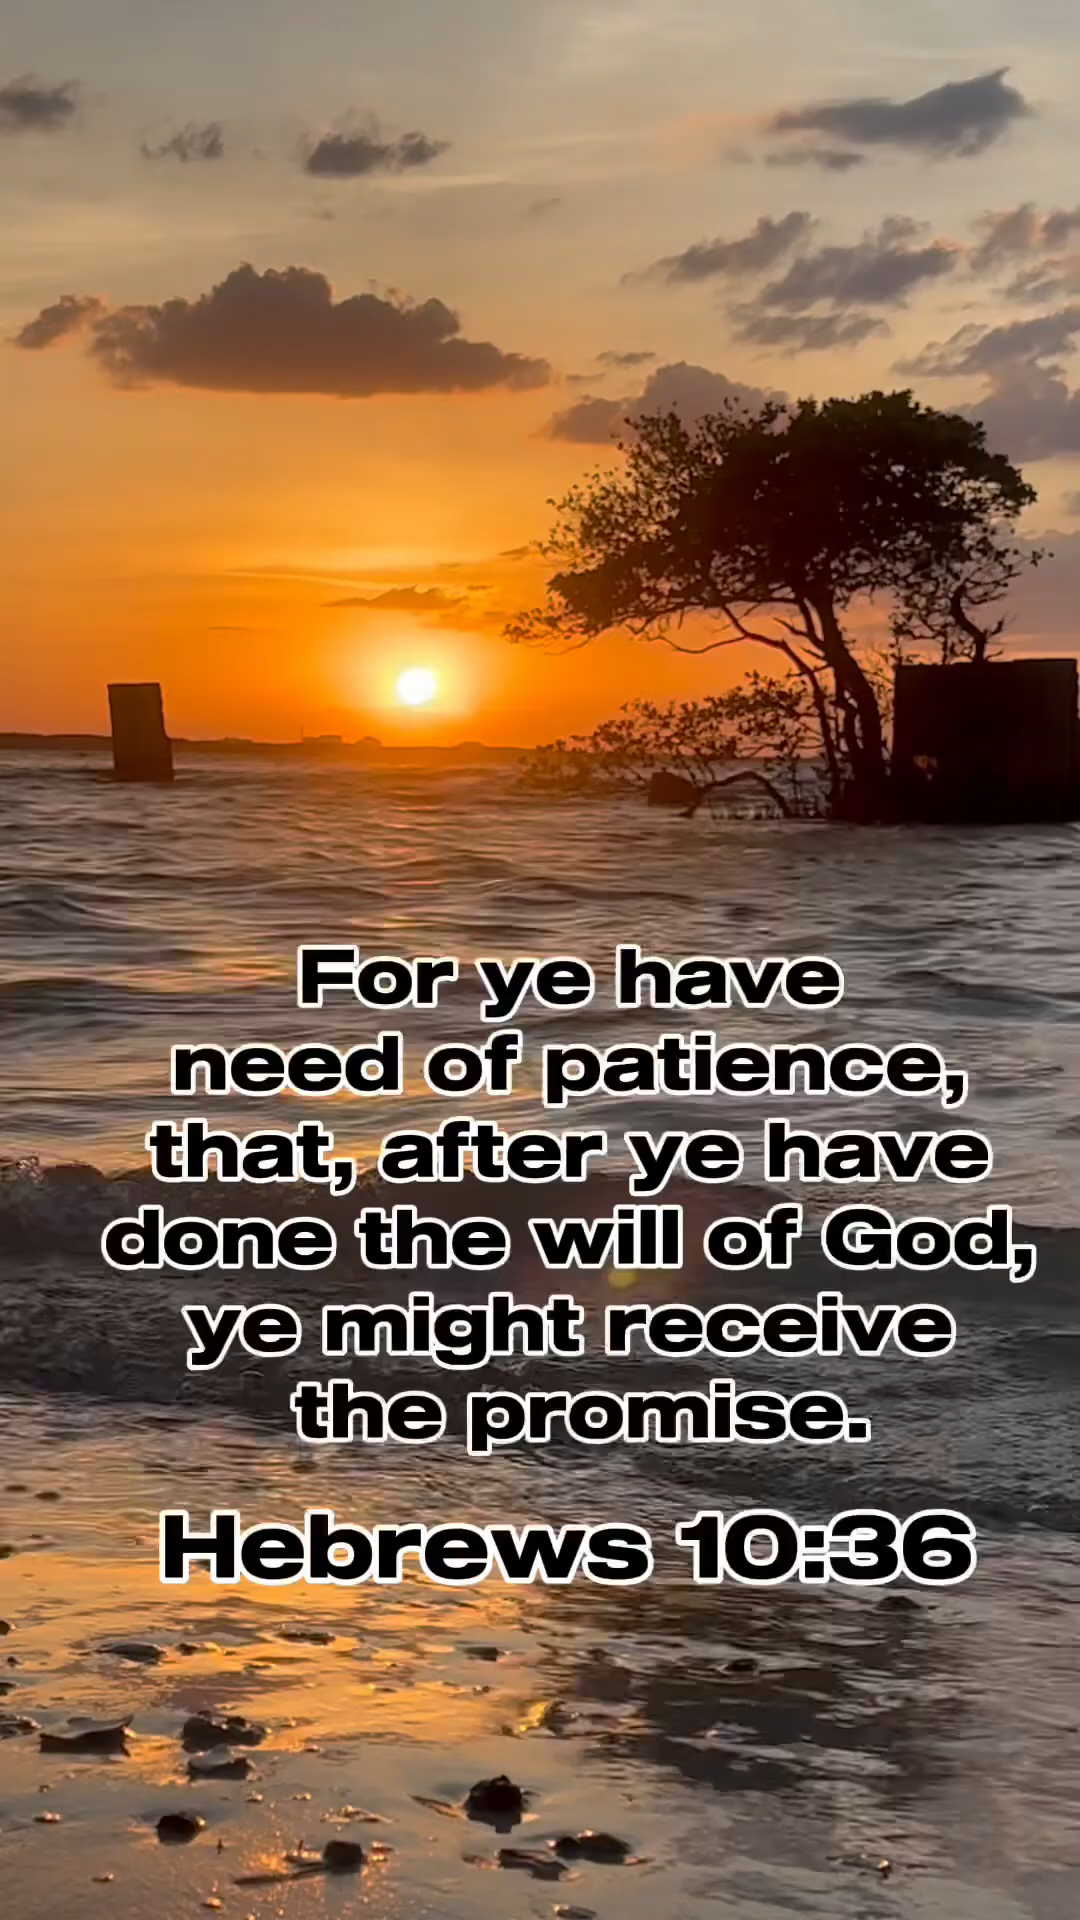 For ye have
need of patience,
that, after ye have
done the will of God,
ye might receive
the promise.
Hebrews 10:36